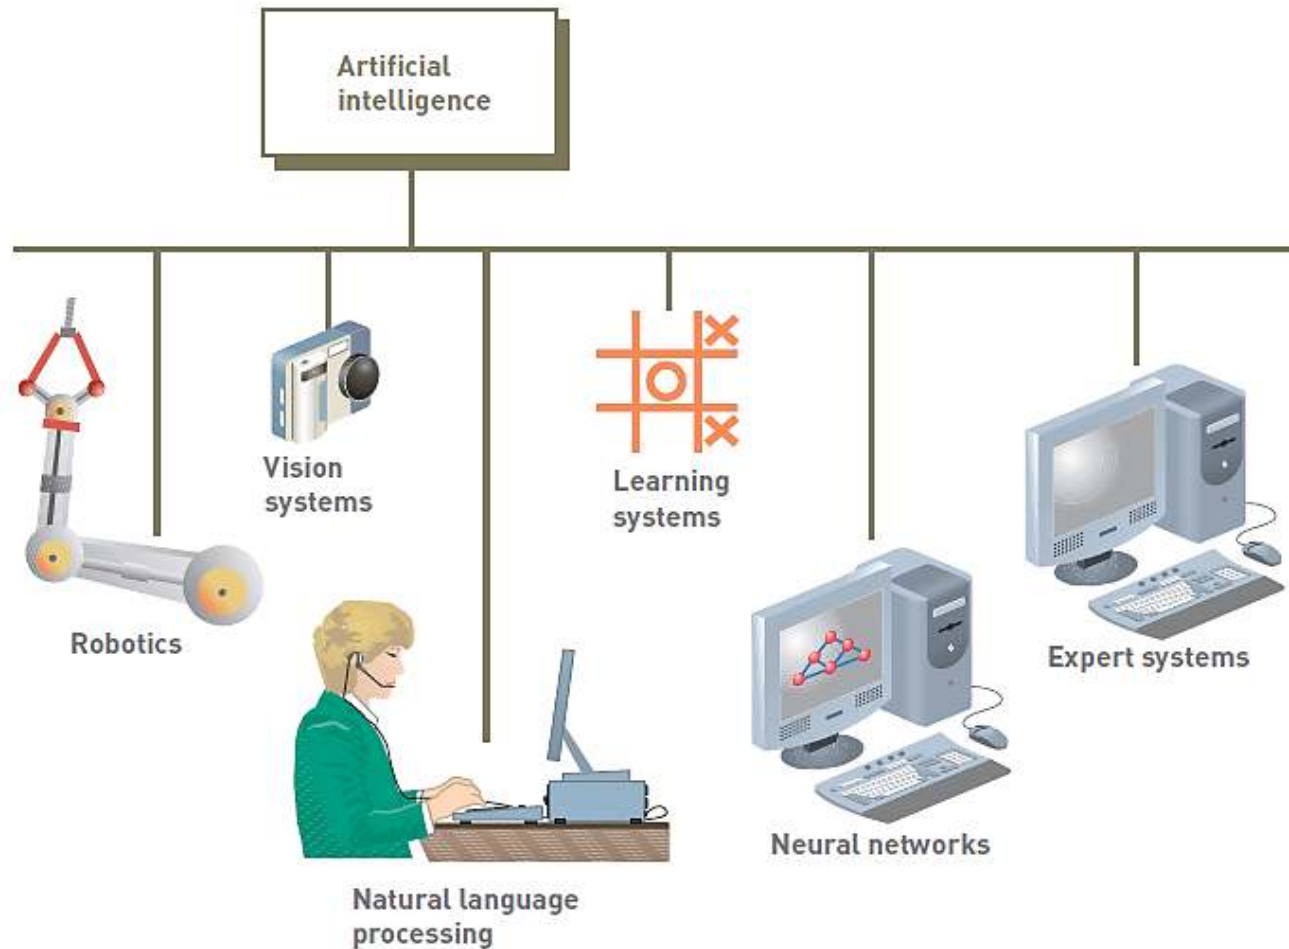 Artificial
intelligence
Robotics
Vision
systems
Natural language
processing
Learning
systems
Neural networks
Expert systems